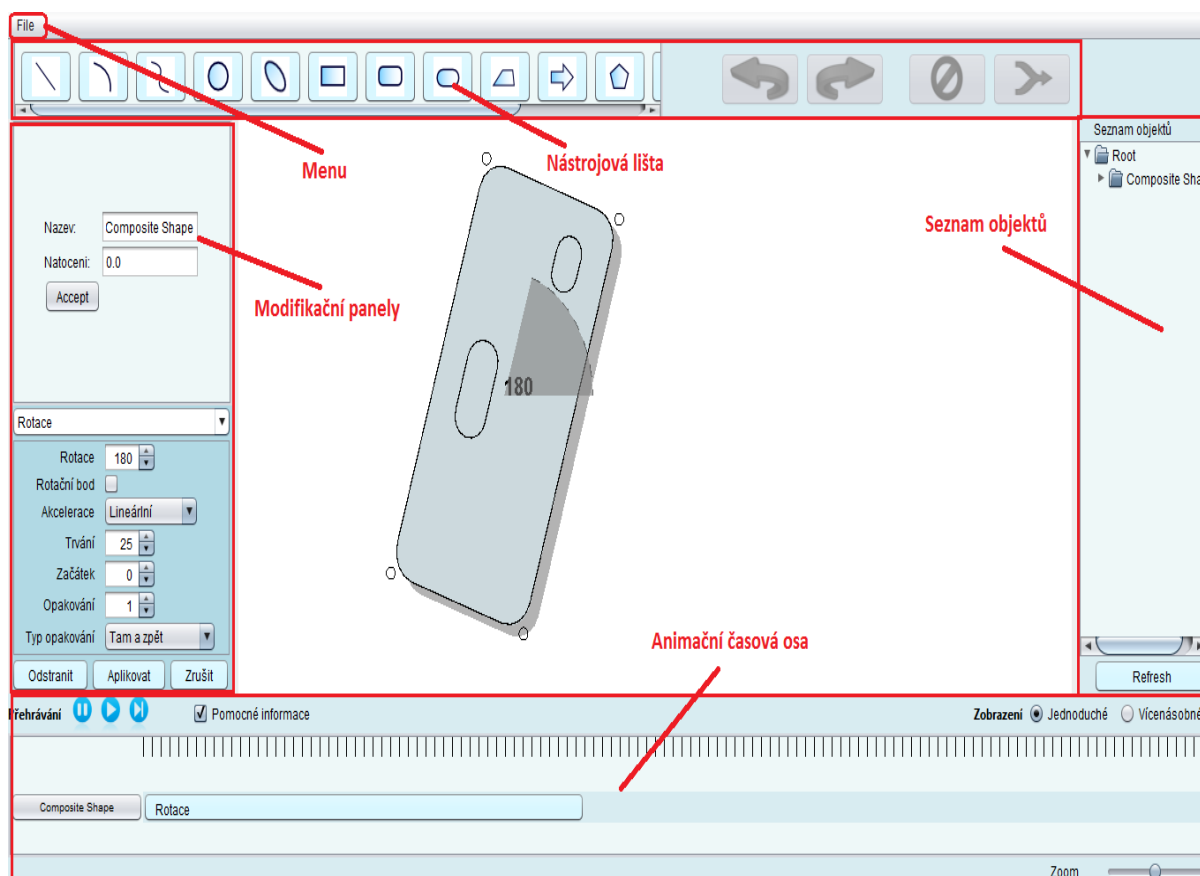 File
Menu
Nástrojová lišta
Seznam objektů
Root
Composite Sha
Nazev: Composite Shape
Natoceni: 0.0
Accept
Modifikační panely
Seznam objektů
180
Rotace
Rotace 180
Rotační bod
Akcelerace Lineární
Trvání 25
Začátek 0
Opakování 1
Typ opakování Tam a zpět
Odstranit Aplikovat Zrušit
Animační časová osa
Refresh
Přehrávání Pomocné informace Zobrazení Jednoduché Vícenásobné
Composite Shape Rotace
Zoom